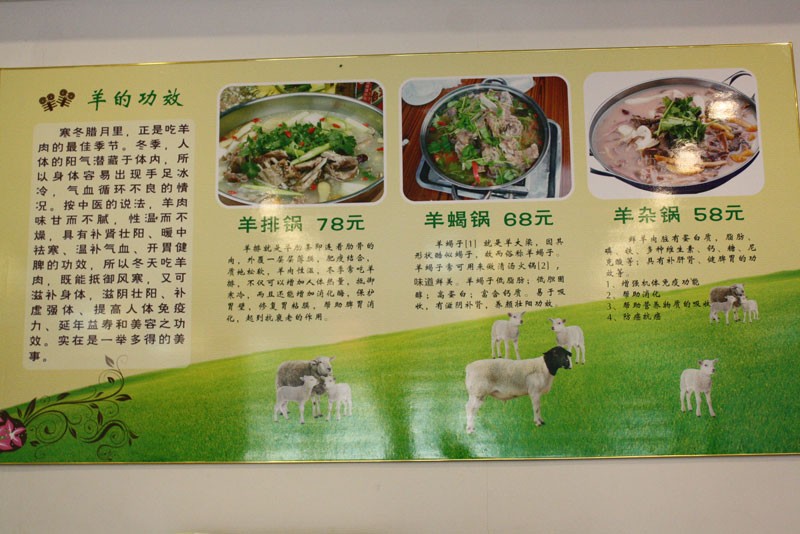 羊的功效
寒冬腊月里，正是吃羊
肉的最佳季节。冬季，人
体的阳气潜藏于体内，所
以身体容易出现手足冰
冷，气血循环不良的情
况。按中医的说法，羊肉
味甘而不腻，性温而不
燥，具有补肾壮阳、暖中
祛寒、温补气血、开胃健
脾的功效，所以冬天吃羊
肉，既能抵御风寒，又可
滋补身体，滋阴壮阳、补
虚强体、提高人体免疫
力、延年益寿和美容之功
效。实在是一举多得的美
事。
羊排锅 78元
羊排就是羊肋条即连着肋骨的
肉，外覆一层层薄膜，肥瘦结合，
质地松软，羊肉性温，冬季常吃羊
排，不仅可以增加人体热量，抵御
寒冷，而且还能增加消化酶，保护
胃壁，修复胃粘膜，帮助脾胃消
化，起到抗衰老的作用。
羊蝎锅 68元
羊蝎子[1] 就是羊大梁，因其
形状酷似蝎子，故而俗称羊蝎子。
羊蝎子常可用来做清汤火锅[2]，
味道鲜美。羊蝎子低脂肪；低胆固
醇；高蛋白；富含钙质。易于吸
收，有滋阴补肾，养颜壮阳功效。
羊杂锅 58元
鲜羊肉脏有蛋白质，脂肪、
磷、铁、多种维生素、钙、糖、尼
克酸等；具有补肝肾、健脾胃的功
效等。
1、增强机体免疫功能
2、帮助消化
3、帮助营养物质的吸收
4、防癌抗癌